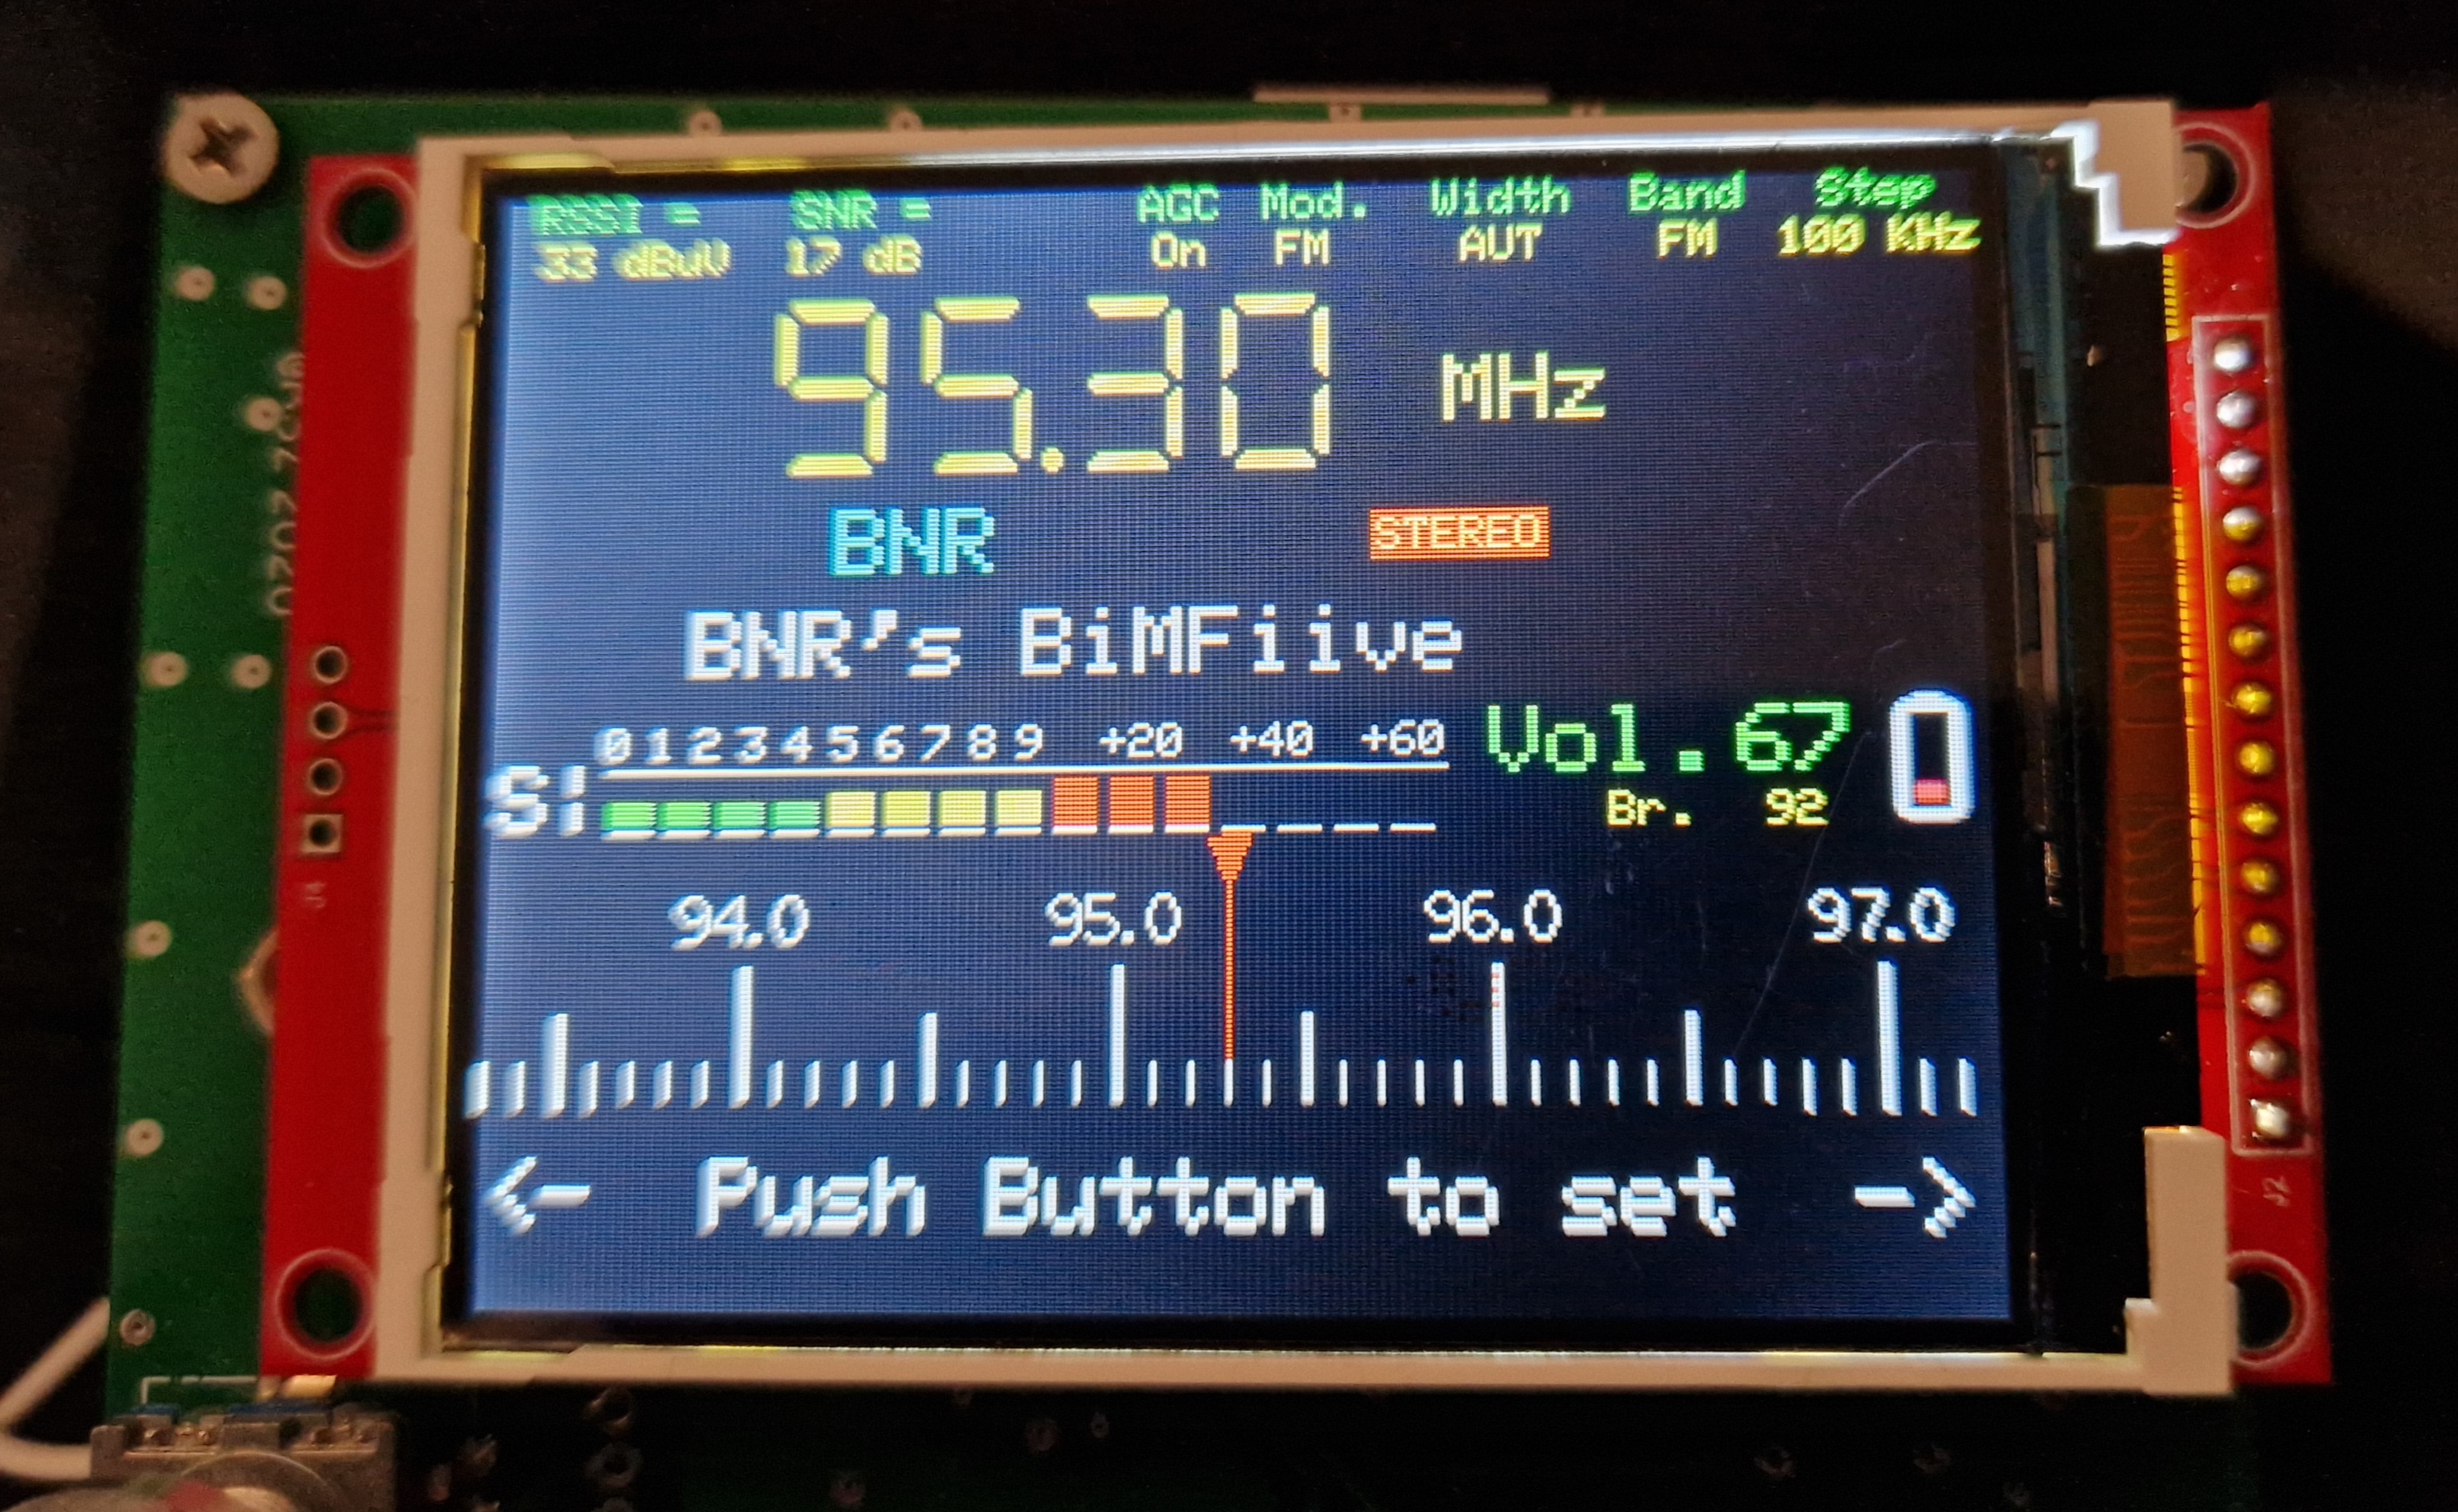 RSSI = SNR = AGC Mod. Width Band Step
33 dBuV 17 dB On FM AUT FM 100 KHz
95.30 MHz
BNR STEREO
BNR's BiMFiive
0 1 2 3 4 5 6 7 8 9 +20 +40 +60
S: Vol.67
Br. 92
94.0 95.0 96.0 97.0
<- Push Button to set ->
J2